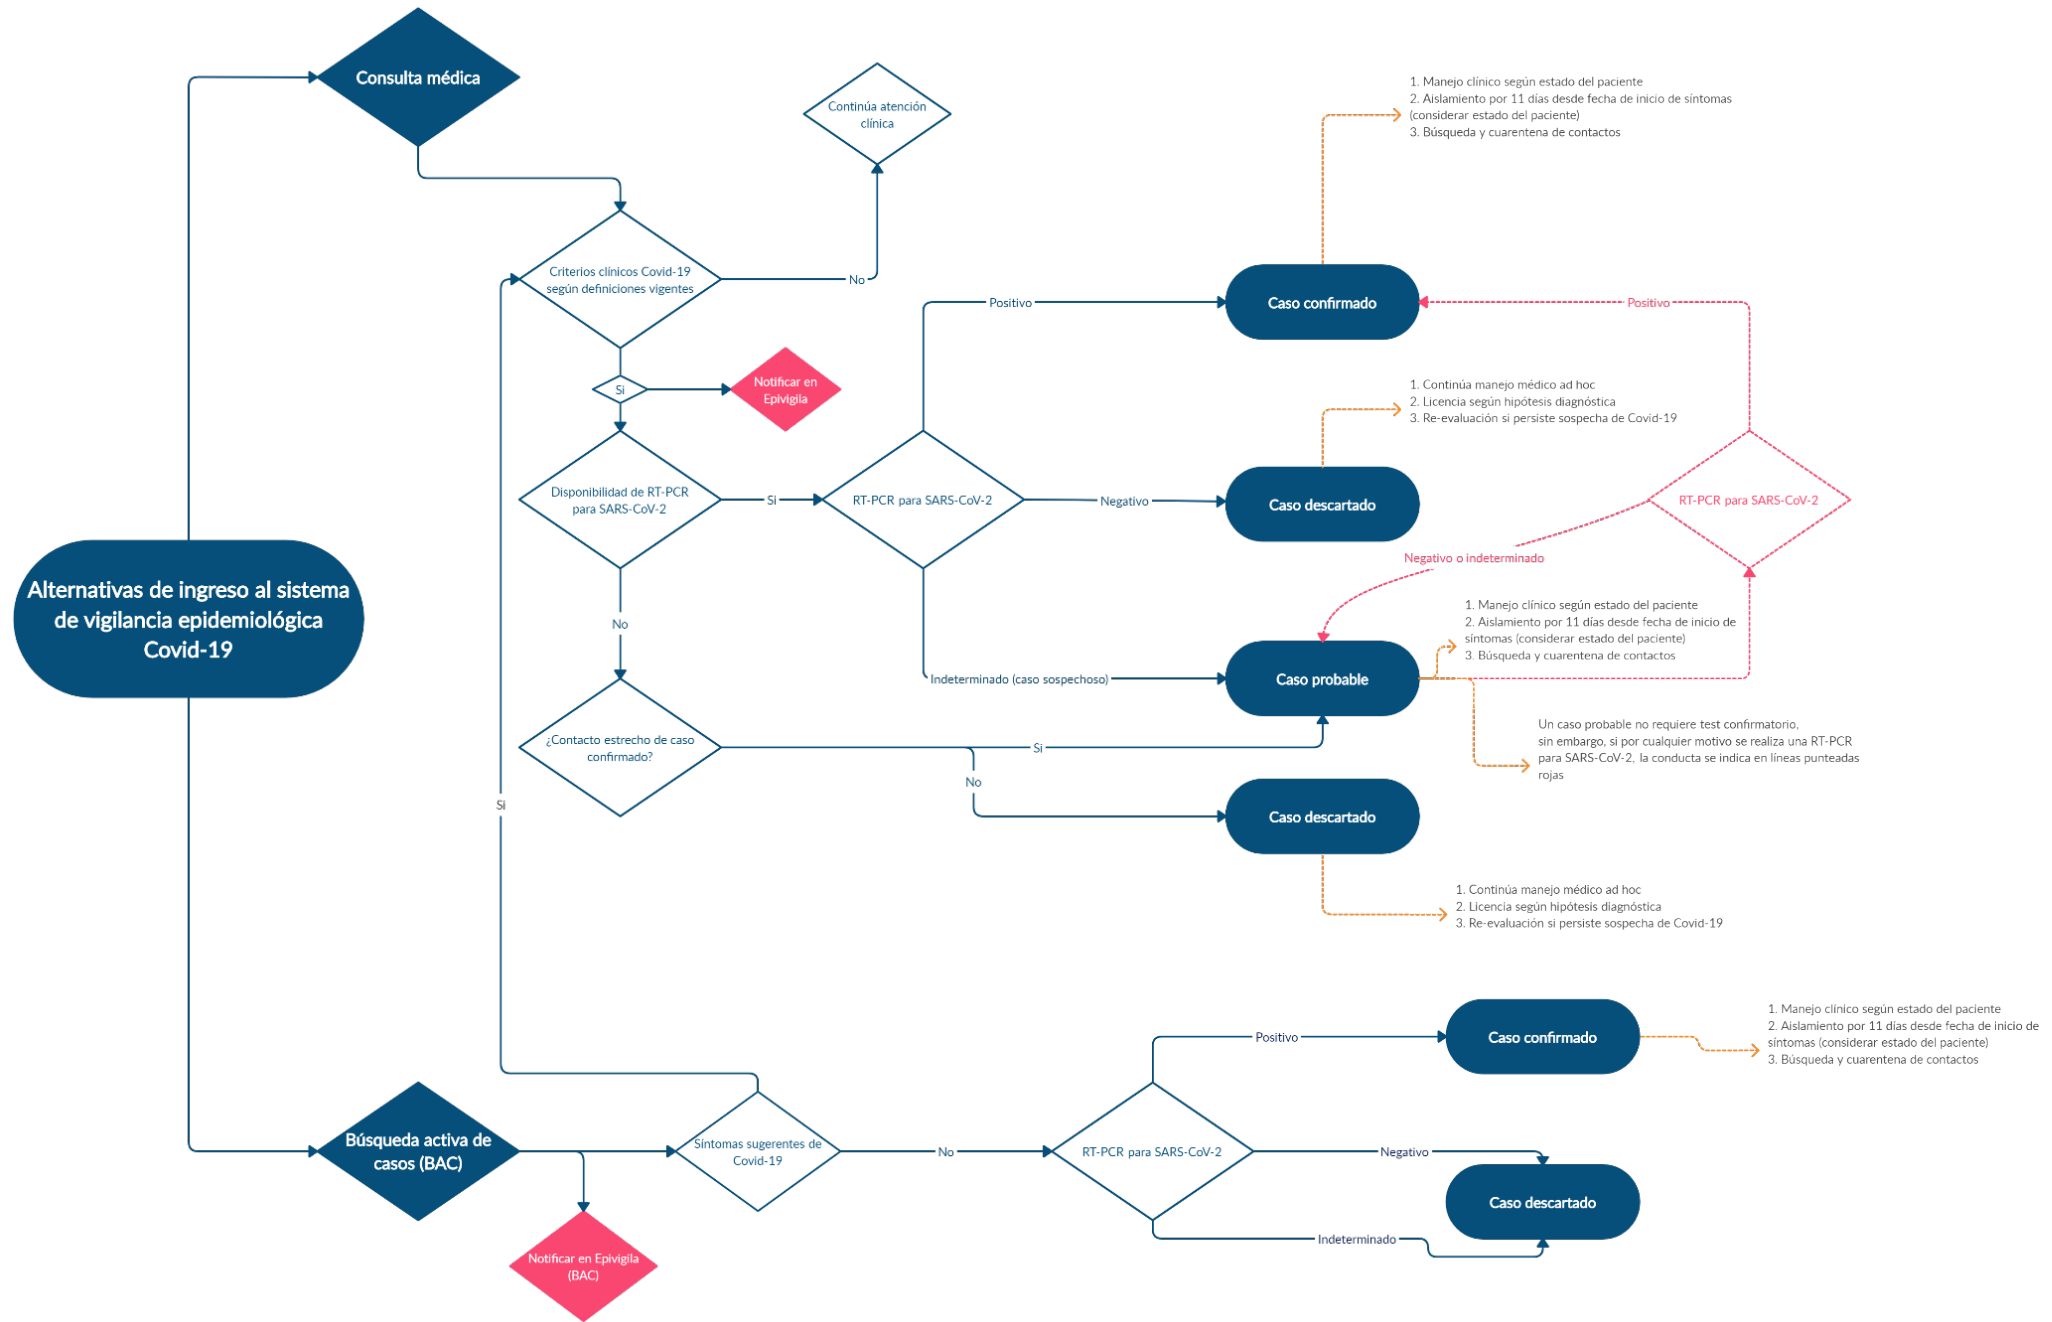 Consulta médica
Continúa atención
clínica
1. Manejo clínico según estado del paciente
2. Aislamiento por 11 días desde fecha de inicio de síntomas
(considerar estado del paciente)
3. Búsqueda y cuarentena de contactos
Criterios clínicos Covid-19
según definiciones vigentes
No
Positivo
Caso confirmado
Positivo
Si
Notificar en
Epivigila
1. Continúa manejo médico ad hoc
2. Licencia según hipótesis diagnóstica
3. Re-evaluación si persiste sospecha de Covid-19
Disponibilidad de RT-PCR
para SARS-CoV-2
Si
RT-PCR para SARS-CoV-2
Negativo
Caso descartado
RT-PCR para SARS-CoV-2
Negativo o indeterminado
Alternativas de ingreso al sistema
de vigilancia epidemiológica
Covid-19
No
1. Manejo clínico según estado del paciente
2. Aislamiento por 11 días desde fecha de inicio de
síntomas (considerar estado del paciente)
3. Búsqueda y cuarentena de contactos
Indeterminado (caso sospechoso)
Caso probable
¿Contacto estrecho de caso
confirmado?
Si
No
Un caso probable no requiere test confirmatorio,
sin embargo, si por cualquier motivo se realiza una RT-PCR
para SARS-CoV-2, la conducta se indica en líneas punteadas
rojas
Si
Caso descartado
1. Continúa manejo médico ad hoc
2. Licencia según hipótesis diagnóstica
3. Re-evaluación si persiste sospecha de Covid-19
Positivo
Caso confirmado
1. Manejo clínico según estado del paciente
2. Aislamiento por 11 días desde fecha de inicio de
síntomas (considerar estado del paciente)
3. Búsqueda y cuarentena de contactos
Búsqueda activa de
casos (BAC)
Síntomas sugerentes de
Covid-19
No
RT-PCR para SARS-CoV-2
Negativo
Caso descartado
Indeterminado
Notificar en Epivigila
(BAC)